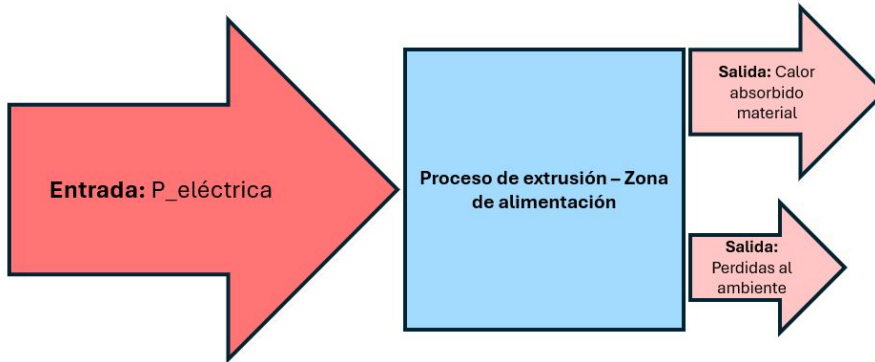 Entrada: P_eléctrica
Proceso de extrusión – Zona
de alimentación
Salida: Calor
absorbido
material
Salida:
Perdidas al
ambiente